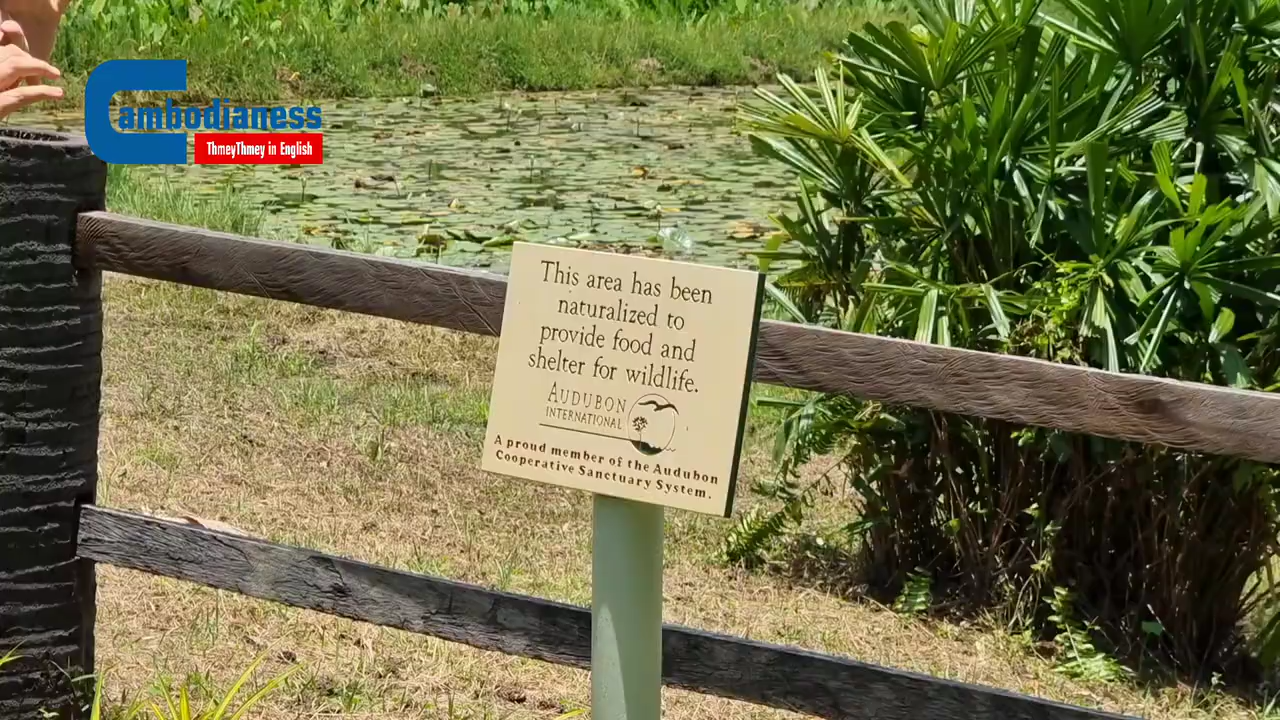 Cambodianess
ThmeyThmey in English
This area has been
naturalized to
provide food and
shelter for wildlife.
AUDUBON
INTERNATIONAL
A proud member of the Audubon
Cooperative Sanctuary System.